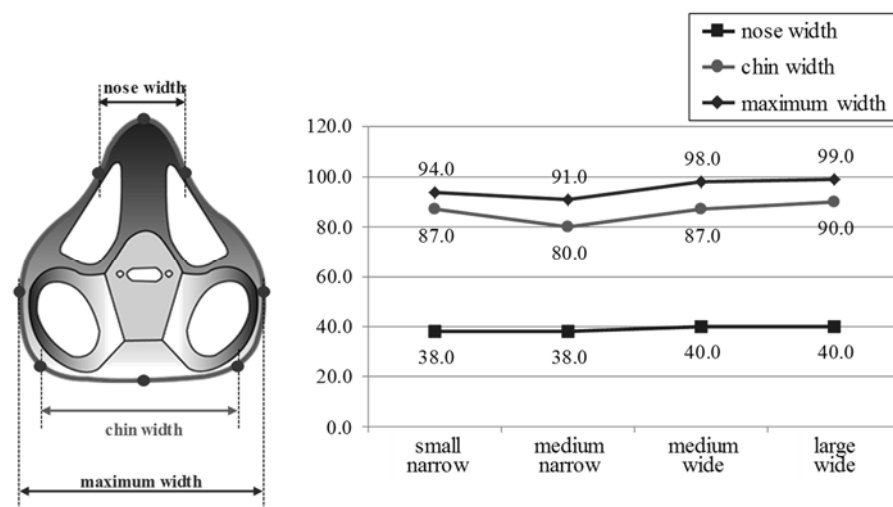 nose width
chin width
maximum width
nose width
chin width
maximum width
120.0
100.0
80.0
60.0
40.0
20.0
0.0
94.0 91.0 98.0 99.0
87.0 80.0 87.0 90.0
38.0 38.0 40.0 40.0
small medium medium large
narrow narrow wide wide